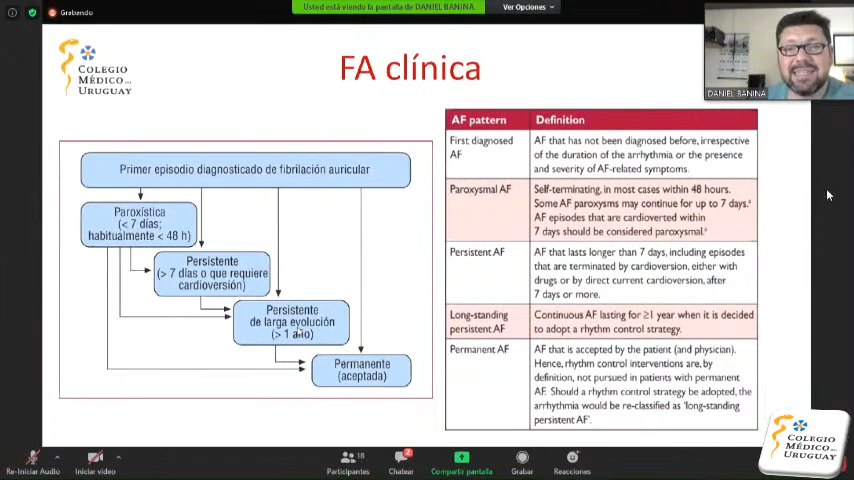 Grabando
Usted está viendo la pantalla de DANIEL BANINA
Ver Opciones
DANIEL BANINA
COLEGIO
MÉDICO DEL
URUGUAY
FA clínica
Primer episodio diagnosticado de fibrilación auricular
Paroxística
(< 7 días;
habitualmente < 48 h)
Persistente
(> 7 días o que requiere
cardioversión)
Persistente
de larga evolución
(> 1 año)
Permanente
(aceptada)
AF pattern Definition
First diagnosed AF AF that has not been diagnosed before, irrespective
of the duration of the arrhythmia or the presence
and severity of AF-related symptoms.
Paroxysmal AF Self-terminating, in most cases within 48 hours.
Some AF paroxysms may continue for up to 7 days.ᵃ
AF episodes that are cardioverted within
7 days should be considered paroxysmal.ᵃ
Persistent AF AF that lasts longer than 7 days, including episodes
that are terminated by cardioversion, either with
drugs or by direct current cardioversion, after
7 days or more.
Long-standing persistent AF Continuous AF lasting for ≥1 year when it is decided
to adopt a rhythm control strategy.
Permanent AF AF that is accepted by the patient (and physician).
Hence, rhythm control interventions are, by
definition, not pursued in patients with permanent
AF. Should a rhythm control strategy be adopted, the
arrhythmia would be re-classified as ‘long-standing
persistent AF’.
Re-Iniciar Audio
Iniciar video
18
Participantes
2
Chatear
Compartir pantalla
Grabar
Reacciones
COLEGIO
MÉDICO DEL
URUGUAY